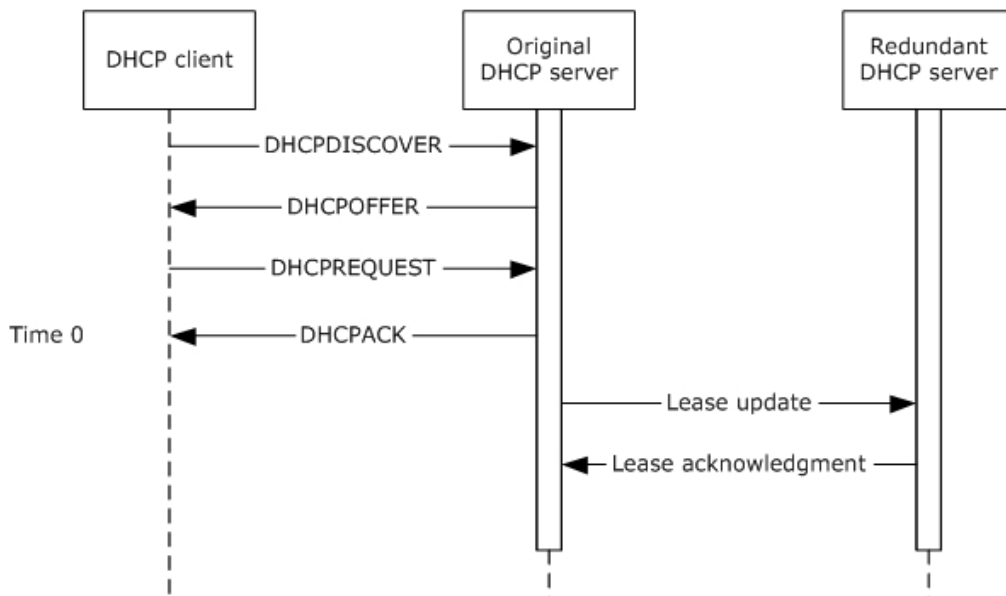 DHCP client
Original
DHCP server
Redundant
DHCP server
DHCPDISCOVER
DHCPOFFER
DHCPREQUEST
Time 0
DHCPACK
Lease update
Lease acknowledgment